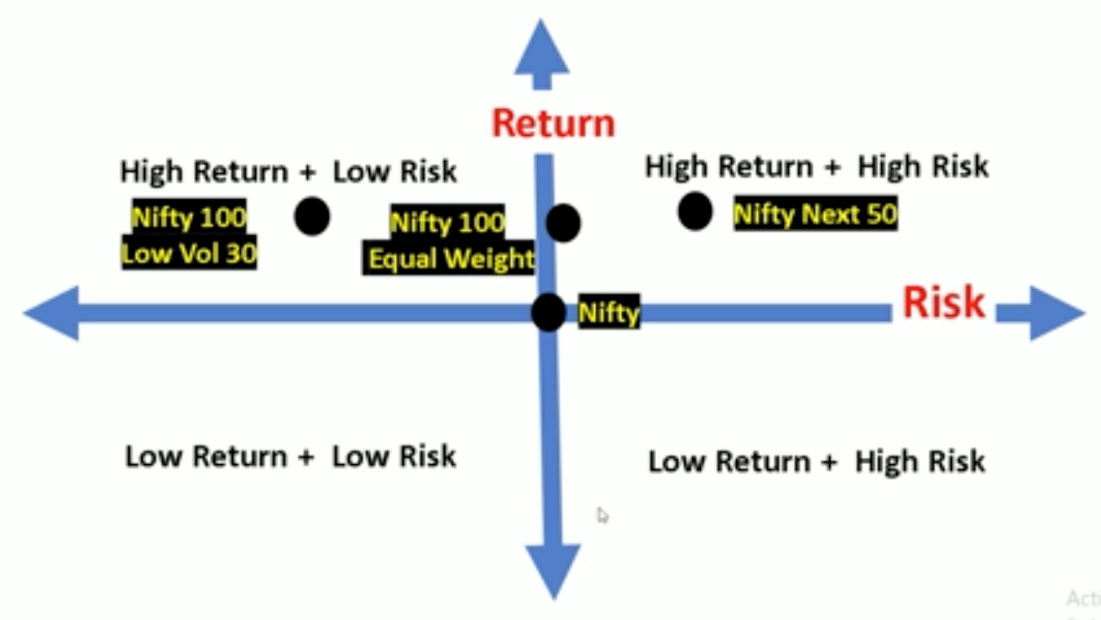 Return
High Return + Low Risk
High Return + High Risk
Nifty 100
Low Vol 30
Nifty 100
Equal Weight
Nifty Next 50
Nifty
Risk
Low Return + Low Risk
Low Return + High Risk
Acti